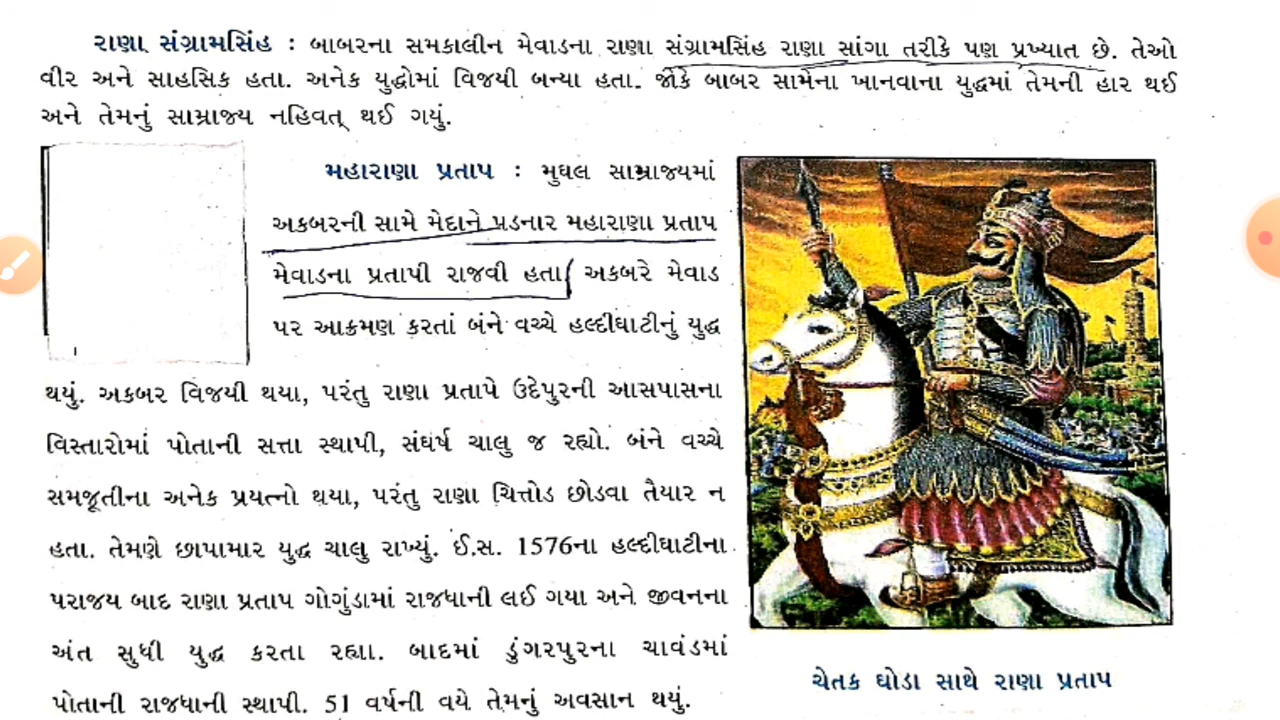 રાણા સંગ્રામસિંહ : બાબરના સમકાલીન મેવાડના રાણા સંગ્રામસિંહ રાણા સાંગા તરીકે પણ પ્રખ્યાત છે. તેઓ
વીર અને સાહસિક હતા. અનેક યુદ્ધોમાં વિજયી બન્યા હતા. જોકે બાબર સામેના ખાનવાના યુદ્ધમાં તેમની હાર થઈ
અને તેમનું સામ્રાજ્ય નહિવત્ થઈ ગયું.
મહારાણા પ્રતાપ : મુઘલ સામ્રાજ્યમાં
અકબરની સામે મેદાને પડનાર મહારાણા પ્રતાપ
મેવાડના પ્રતાપી રાજવી હતા. અકબરે મેવાડ
પર આક્રમણ કરતાં બંને વચ્ચે હલ્દીઘાટીનું યુદ્ધ
થયું. અકબર વિજયી થયા, પરંતુ રાણા પ્રતાપે ઉદેપુરની આસપાસના
વિસ્તારોમાં પોતાની સત્તા સ્થાપી, સંઘર્ષ ચાલુ જ રહ્યો. બંને વચ્ચે
સમજૂતીના અનેક પ્રયત્નો થયા, પરંતુ રાણા ચિત્તોડ છોડવા તૈયાર ન
હતા. તેમણે છાપામાર યુદ્ધ ચાલુ રાખ્યું. ઈ.સ. 1576ના હલ્દીઘાટીના
પરાજય બાદ રાણા પ્રતાપ ગોગુંડામાં રાજધાની લઈ ગયા અને જીવનના
અંત સુધી યુદ્ધ કરતા રહ્યા. બાદમાં ડુંગરપુરના ચાવંડમાં
પોતાની રાજધાની સ્થાપી. 51 વર્ષની વયે તેમનું અવસાન થયું.
ચેતક ઘોડા સાથે રાણા પ્રતાપ